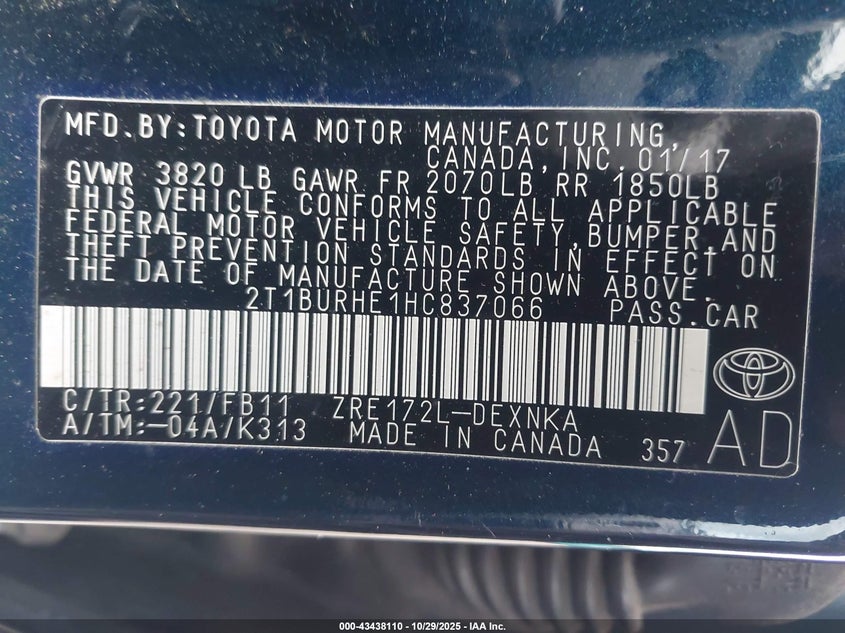 MFD.BY:TOYOTA MOTOR MANUFACTURING,
CANADA,INC.01/17
GVWR 3820 LB GAWR FR 2070LB RR 1850LB
THIS VEHICLE CONFORMS TO ALL APPLICABLE
FEDERAL MOTOR VEHICLE SAFETY,BUMPER,AND
THEFT PREVENTION STANDARDS IN EFFECT ON
THE DATE OF MANUFACTURE SHOWN ABOVE.
2T1BURHE1HC837066 PASS.CAR
C/TR:221/FB11 ZRE172L-DEXNKA
A/TM:-04A/K313 MADE IN CANADA 357 AD
000-43438110 - 10/29/2025 - IAA Inc.